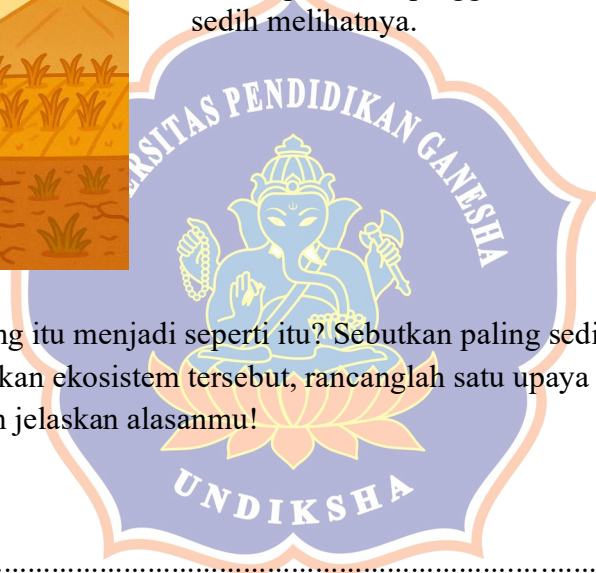 sedih melihatnya.
RSITAS PENDIDIKAN GANESHA
ng itu menjadi seperti itu? Sebutkan paling sedi
kan ekosistem tersebut, rancanglah satu upaya
n jelaskan alasanmu!
UNDIKSHA